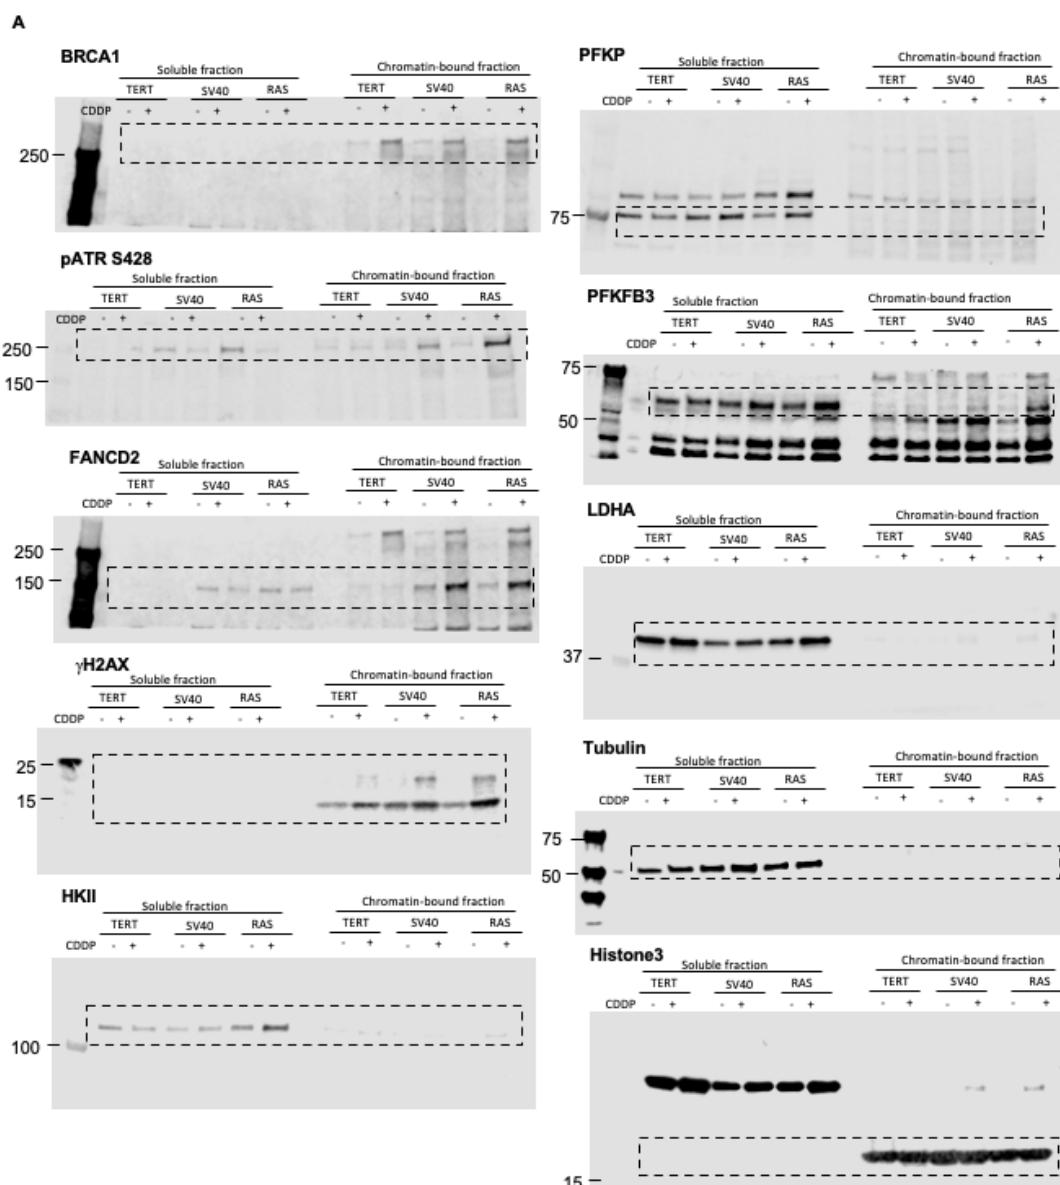 A
BRCA1
Soluble fraction
Chromatin-bound fraction
TERT SV40 RAS TERT SV40 RAS
CDDP - + - + - + - + - + - +
250
pATR S428
Soluble fraction
Chromatin-bound fraction
TERT SV40 RAS TERT SV40 RAS
CDDP - + - + - + - + - + - +
250
150
FANCD2
Soluble fraction
Chromatin-bound fraction
TERT SV40 RAS TERT SV40 RAS
CDDP - + - + - + - + - + - +
250
150
γH2AX
Soluble fraction
Chromatin-bound fraction
TERT SV40 RAS TERT SV40 RAS
CDDP - + - + - + - + - + - +
25
15
HKII
Soluble fraction
Chromatin-bound fraction
TERT SV40 RAS TERT SV40 RAS
CDDP - + - + - + - + - + - +
100
PFKP
Soluble fraction
Chromatin-bound fraction
TERT SV40 RAS TERT SV40 RAS
CDDP - + - + - + - + - + - +
75
PFKFB3
Soluble fraction
Chromatin-bound fraction
TERT SV40 RAS TERT SV40 RAS
CDDP - + - + - + - + - + - +
75
50
LDHA
Soluble fraction
Chromatin-bound fraction
TERT SV40 RAS TERT SV40 RAS
CDDP - + - + - + - + - + - +
37
Tubulin
Soluble fraction
Chromatin-bound fraction
TERT SV40 RAS TERT SV40 RAS
CDDP - + - + - + - + - + - +
75
50
Histone3
Soluble fraction
Chromatin-bound fraction
TERT SV40 RAS TERT SV40 RAS
CDDP - + - + - + - + - + - +
15